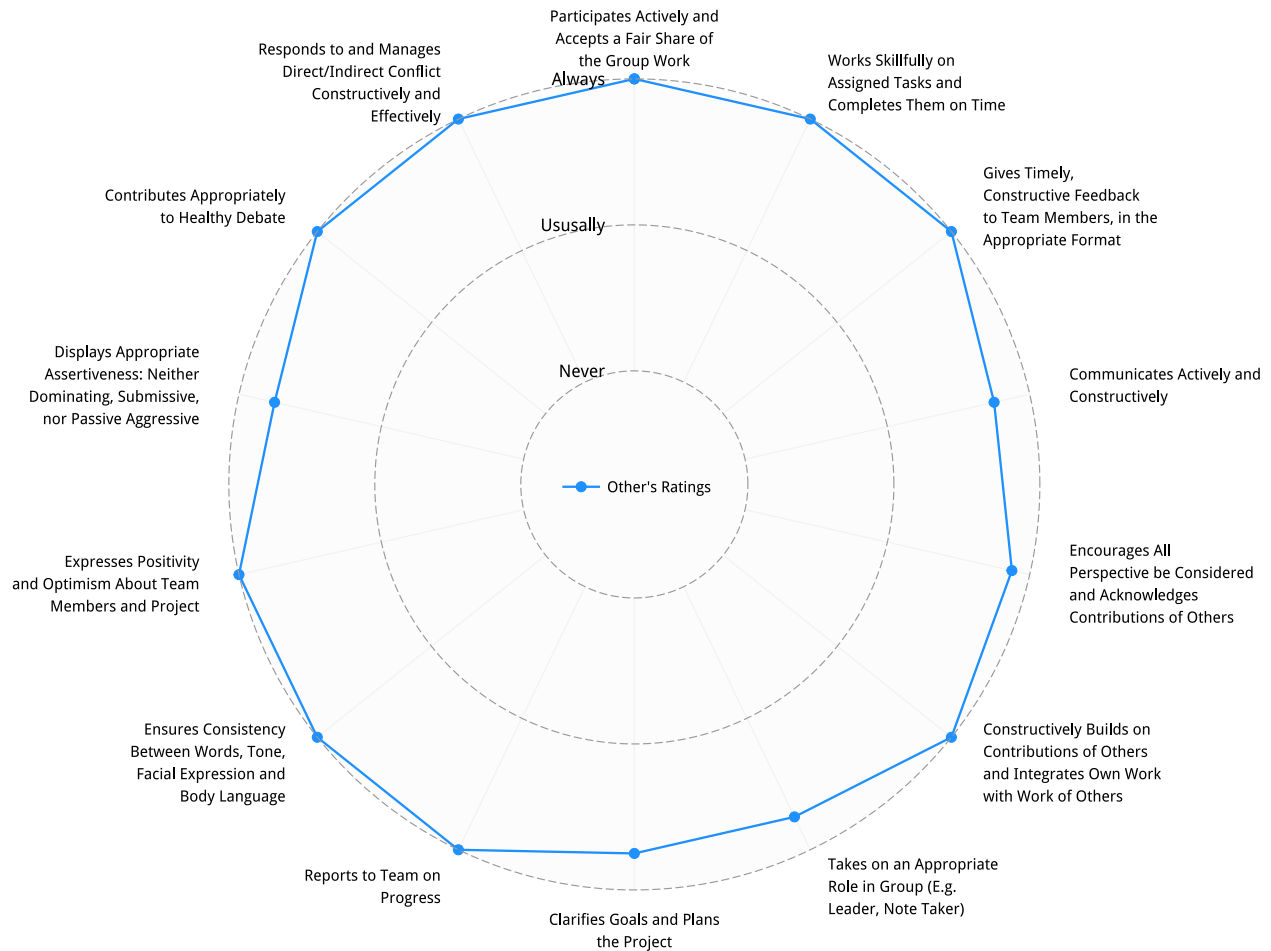 Participates Actively and
Accepts a Fair Share of
the Group Work
Works Skillfully on
Assigned Tasks and
Completes Them on Time
Gives Timely,
Constructive Feedback
to Team Members, in the
Appropriate Format
Communicates Actively and
Constructively
Encourages All
Perspective be Considered
and Acknowledges
Contributions of Others
Constructively Builds on
Contributions of Others
and Integrates Own Work
with Work of Others
Takes on an Appropriate
Role in Group (E.g.
Leader, Note Taker)
Clarifies Goals and Plans
the Project
Reports to Team on
Progress
Ensures Consistency
Between Words, Tone,
Facial Expression and
Body Language
Expresses Positivity
and Optimism About Team
Members and Project
Displays Appropriate
Assertiveness: Neither
Dominating, Submissive,
nor Passive Aggressive
Contributes Appropriately
to Healthy Debate
Responds to and Manages
Direct/Indirect Conflict
Constructively and
Effectively
Always
Ususally
Never
Other's Ratings